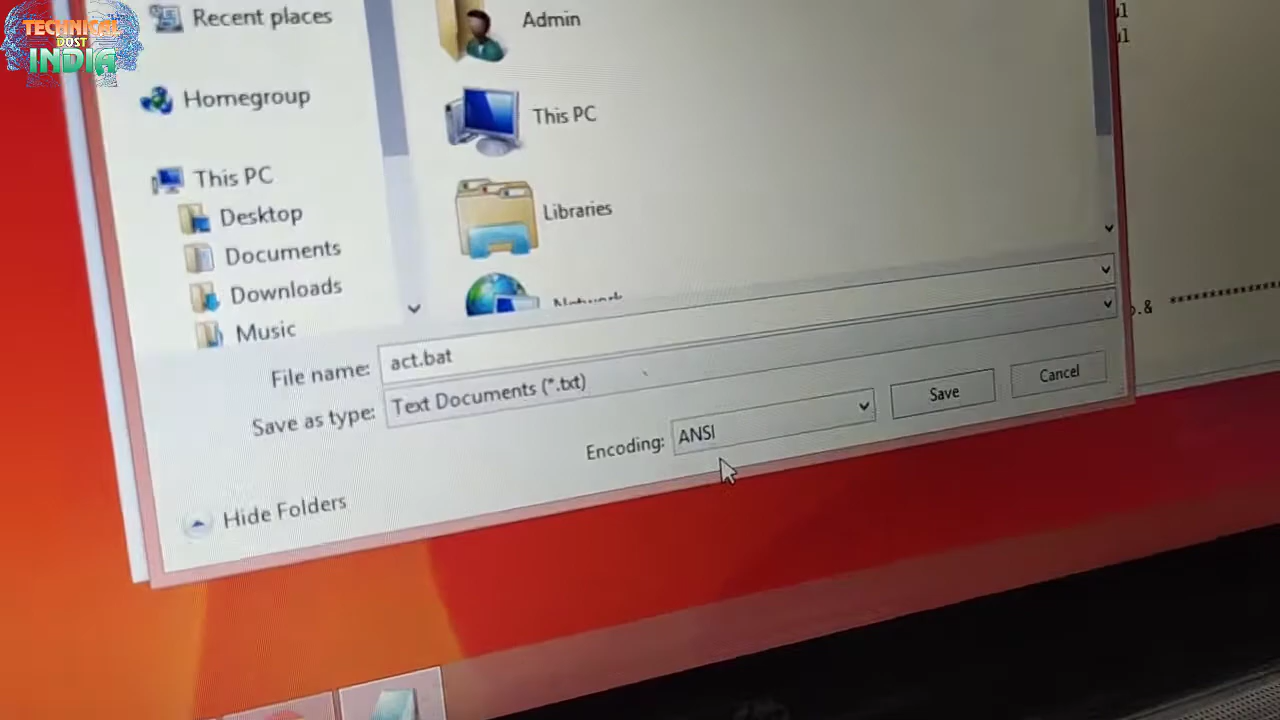 TECHNICAL
DUST
INDIA
Recent places
Homegroup
This PC
Desktop
Documents
Downloads
Music
Admin
This PC
Libraries
Network
File name: act.bat
Save as type: Text Documents (*.txt)
Encoding: ANSI
Save
Cancel
Hide Folders